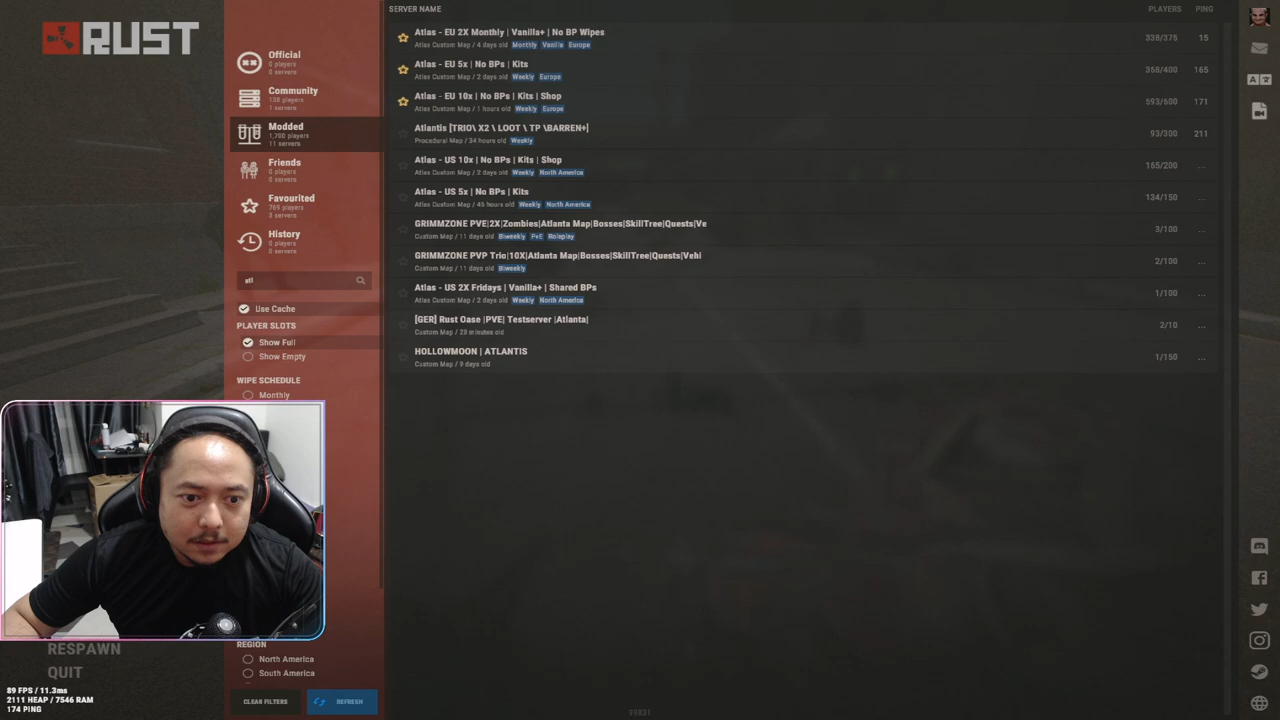 RUST
Official
0 players
0 servers
Community
138 players
1 servers
Modded
1,700 players
11 servers
Friends
0 players
0 servers
Favourited
769 players
3 servers
History
0 players
0 servers
atl
Use Cache
PLAYER SLOTS
Show Full
Show Empty
WIPE SCHEDULE
Monthly
REGION
North America
South America
CLEAR FILTERS
REFRESH
SERVER NAME PLAYERS PING
Atlas - EU 2X Monthly | Vanilla+ | No BP Wipes 338/375 15
Atlas Custom Map / 4 days old Monthly Vanilla Europe
Atlas - EU 5x | No BPs | Kits 358/400 165
Atlas Custom Map / 2 days old Weekly Europe
Atlas - EU 10x | No BPs | Kits | Shop 593/600 171
Atlas Custom Map / 1 hours old Weekly Europe
Atlantis [TRIO\ X2 \ LOOT \ TP \BARREN+] 93/300 211
Procedural Map / 34 hours old Weekly
Atlas - US 10x | No BPs | Kits | Shop 165/200 ...
Atlas Custom Map / 2 days old Weekly North America
Atlas - US 5x | No BPs | Kits 134/150 ...
Atlas Custom Map / 45 hours old Weekly North America
GRIMMZONE PVE|2X|Zombies|Atlanta Map|Bosses|SkillTree|Quests|Ve 3/100 ...
Custom Map / 11 days old Biweekly PvE Roleplay
GRIMMZONE PVP Trio|10X|Atlanta Map|Bosses|SkillTree|Quests|Vehi 2/100 ...
Custom Map / 11 days old Biweekly
Atlas - US 2X Fridays | Vanilla+ | Shared BPs 1/100 ...
Atlas Custom Map / 2 days old Weekly North America
[GER] Rust Oase |PVE| Testserver |Atlanta| 2/10 ...
Custom Map / 23 minutes old
HOLLOWMOON | ATLANTIS 1/150 ...
Custom Map / 9 days old
RESPAWN
QUIT
89 FPS / 11.3ms
2111 HEAP / 7546 RAM
174 PING
99831